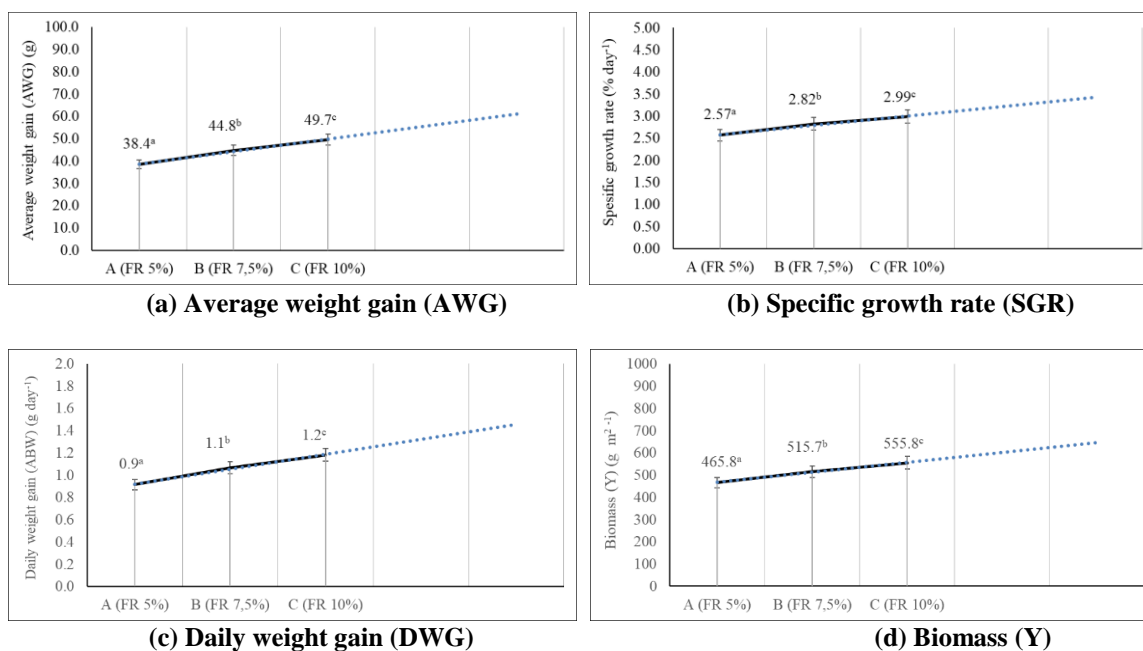 Average weight gain (AWG) (g)
100.0
90.0
80.0
70.0
60.0
50.0
40.0
30.0
20.0
10.0
0.0
38.4ᵃ
44.8ᵇ
49.7ᶜ
A (FR 5%) B (FR 7,5%) C (FR 10%)
(a) Average weight gain (AWG)
Spesific growth rate (% day⁻¹)
5.00
4.50
4.00
3.50
3.00
2.50
2.00
1.50
1.00
0.50
0.00
2.57ᵃ
2.82ᵇ
2.99ᶜ
A (FR 5%) B (FR 7,5%) C (FR 10%)
(b) Specific growth rate (SGR)
Daily weight gain (ABW) (g day⁻¹)
2.0
1.8
1.6
1.4
1.2
1.0
0.8
0.6
0.4
0.2
0.0
0.9ᵃ
1.1ᵇ
1.2ᶜ
A (FR 5%) B (FR 7,5%) C (FR 10%)
(c) Daily weight gain (DWG)
Biomass (Y) (g m² ⁻¹)
1000
900
800
700
600
500
400
300
200
100
0
465.8ᵃ
515.7ᵇ
555.8ᶜ
A (FR 5%) B (FR 7,5%) C (FR 10%)
(d) Biomass (Y)